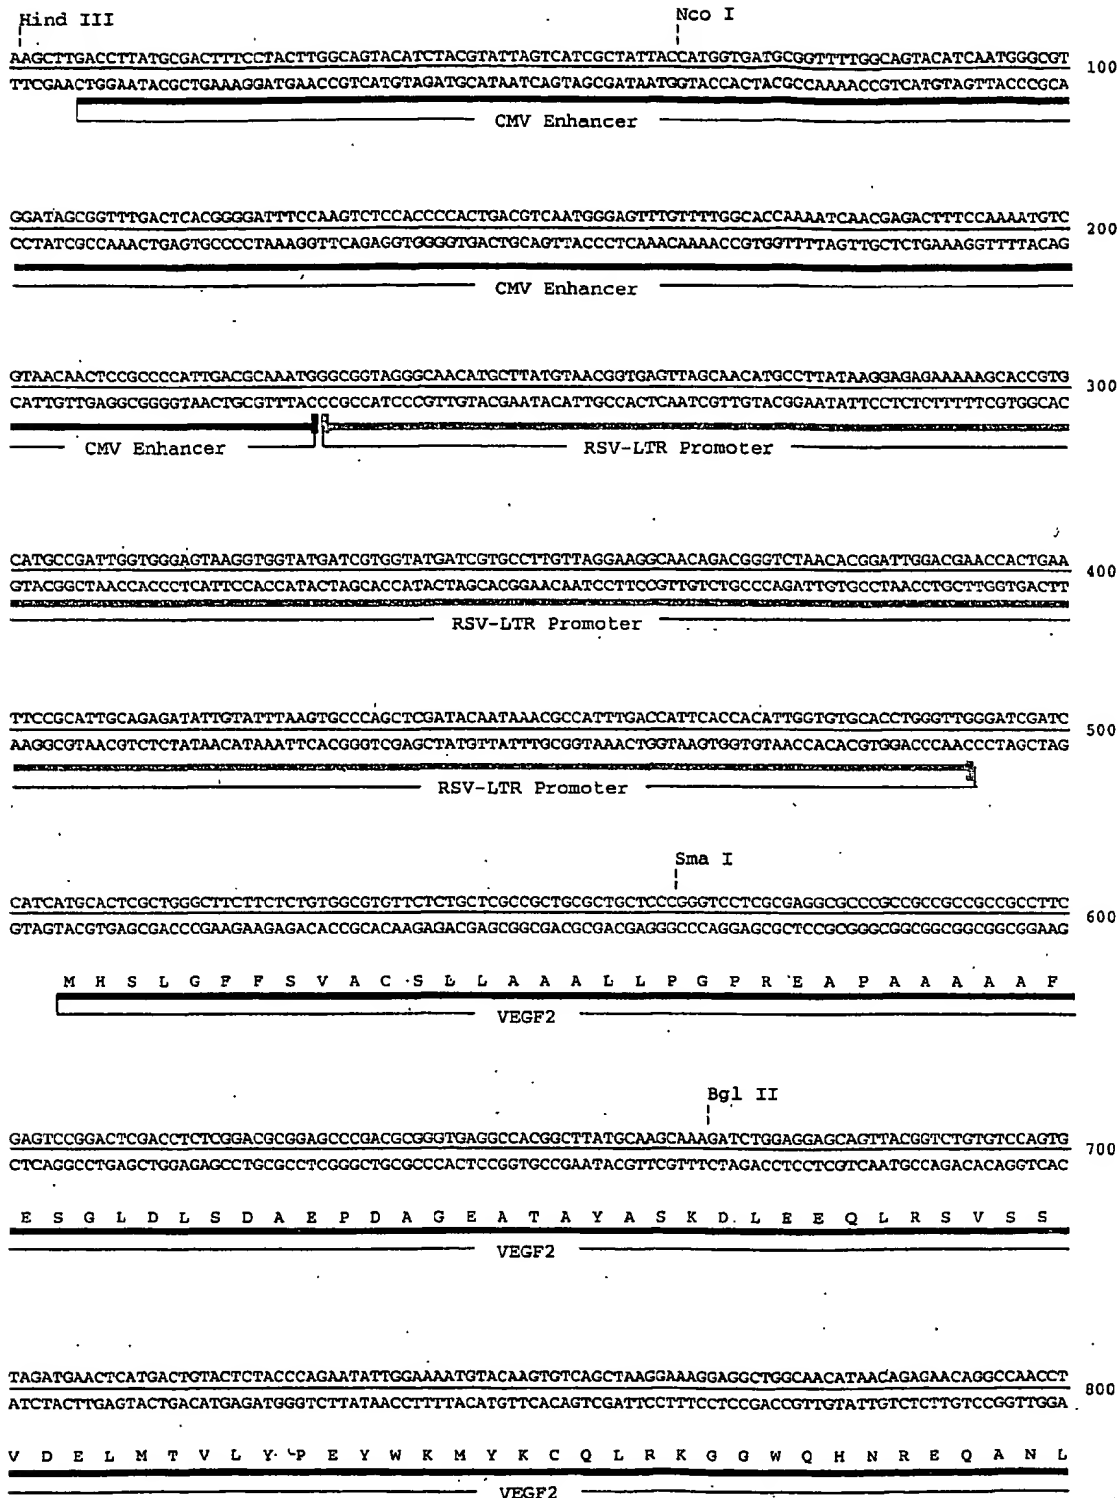 Hind III
Nco I
AAGCTTGACCTTATGCGACTTTCCTACTTGGCAGTACATCTACGTATTAGTCATCGCTATTACCATGGTGATGCGGTTTTGGCAGTACATCAATGGGCGT
100
TTCGAACTGGAATACGCTGAAAGGATGAACCGTCATGTAGATGCATAATCAGTAGCGATAATGGTACCACTACGCCAAAACCGTCATGTAGTTACCCGCA
CMV Enhancer
GGATAGCGGTTTGACTCACGGGGATTTCCAAGTCTCCACCCCACTGACGTCAATGGGAGTTTGTTTTGGCACCAAAATCAACGAGACTTTCCAAAATGTC
200
CCTATCGCCAAACTGAGTGCCCCTAAAGGTTCAGAGGTGGGGTGACTGCAGTTACCCTCAAACAAAACCGTGGTTTTAGTTGCTCTGAAAGGTTTTACAG
CMV Enhancer
GTAACAACTCCGCCCCATTGACGCAAATGGGCGGTAGGGCAACATGCTTATGTAACGGTGAGTTAGCAACATGCCTTATAAGGAGAGAAAAAGCACCGTG
300
CATTGTTGAGGCGGGGTAACTGCGTTTACCCGCCATCCCGTTGTACGAATACATTGCCACTCAATCGTTGTACGGAATATTCCTCTCTTTTTCGTGGCAC
CMV Enhancer
RSV-LTR Promoter
CATGCCGATTGGTGGGAGTAAGGTGGTATGATCGTGGTATGATCGTGCCTTGTTAGGAAGGCAACAGACGGGTCTAACACGGATTGGACGAACCACTGAA
400
GTACGGCTAACCACCCTCATTCCACCATACTAGCACCATACTAGCACGGAACAATCCTTCCGTTGTCTGCCCAGATTGTGCCTAACCTGCTTGGTGACTT
RSV-LTR Promoter
TTCCGCATTGCAGAGATATTGTATTTAAGTGCCCAGCTCGATACAATAAACGCCATTTGACCATTCACCACATTGGTGTGCACCTGGGTTGGGATCGATC
500
AAGGCGTAACGTCTCTATAACATAAATTCACGGGTCGAGCTATGTTATTTGCGGTAAACTGGTAAGTGGTGTAACCACACGTGGACCCAACCCTAGCTAG
RSV-LTR Promoter
Sma I
CATCATGCACTCGCTGGGCTTCTTCTCTGTGGCGTGTTCTCTGCTCGCCGCTGCGCTGCTCCCGGGTCCTCGCGAGGCGCCCGCCGCCGCCGCCGCCTTC
600
GTAGTACGTGAGCGACCCGAAGAAGAGACACCGCACAAGAGACGAGCGGCGACGCGACGAGGGCCCAGGAGCGCTCCGCGGGCGGCGGCGGCGGCGGAAG
M H S L G F F S V A C S L L A A A L L P G P R E A P A A A A A F
VEGF2
Bgl II
GAGTCCGGACTCGACCTCTCGGACGCGGAGCCCGACGCGGGTGAGGCCACGGCTTATGCAAGCAAAGATCTGGAGGAGCAGTTACGGTCTGTGTCCAGTG
700
CTCAGGCCTGAGCTGGAGAGCCTGCGCCTCGGGCTGCGCCCACTCCGGTGCCGAATACGTTCGTTTCTAGACCTCCTCGTCAATGCCAGACACAGGTCAC
E S G L D L S D A E P D A G E A T A Y A S K D L E E Q L R S V S S
VEGF2
TAGATGAACTCATGACTGTACTCTACCCAGAATATTGGAAAATGTACAAGTGTCAGCTAAGGAAAGGAGGCTGGCAACATAACAGAGAACAGGCCAACCT
800
ATCTACTTGAGTACTGACATGAGATGGGTCTTATAACCTTTTACATGTTCACAGTCGATTCCTTTCCTCCGACCGTTGTATTGTCTCTTGTCCGGTTGGA
V D E L M T V L Y P E Y W K M Y K C Q L R K G G W Q H N R E Q A N L
VEGF2